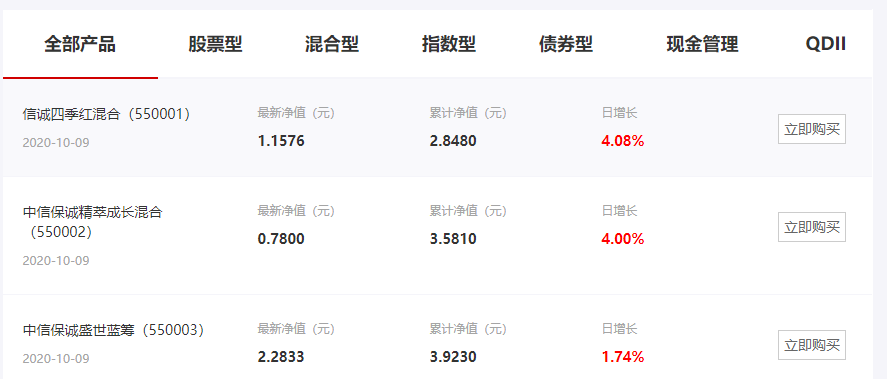 全部产品 股票型 混合型 指数型 债券型 现金管理 QDII
信诚四季红混合（550001） 最新净值（元） 累计净值（元） 日增长
2020-10-09 1.1576 2.8480 4.08% 立即购买
中信保诚精萃成长混合 最新净值（元） 累计净值（元） 日增长
（550002） 0.7800 3.5810 4.00% 立即购买
2020-10-09
中信保诚盛世蓝筹（550003） 最新净值（元） 累计净值（元） 日增长
2020-10-09 2.2833 3.9230 1.74% 立即购买